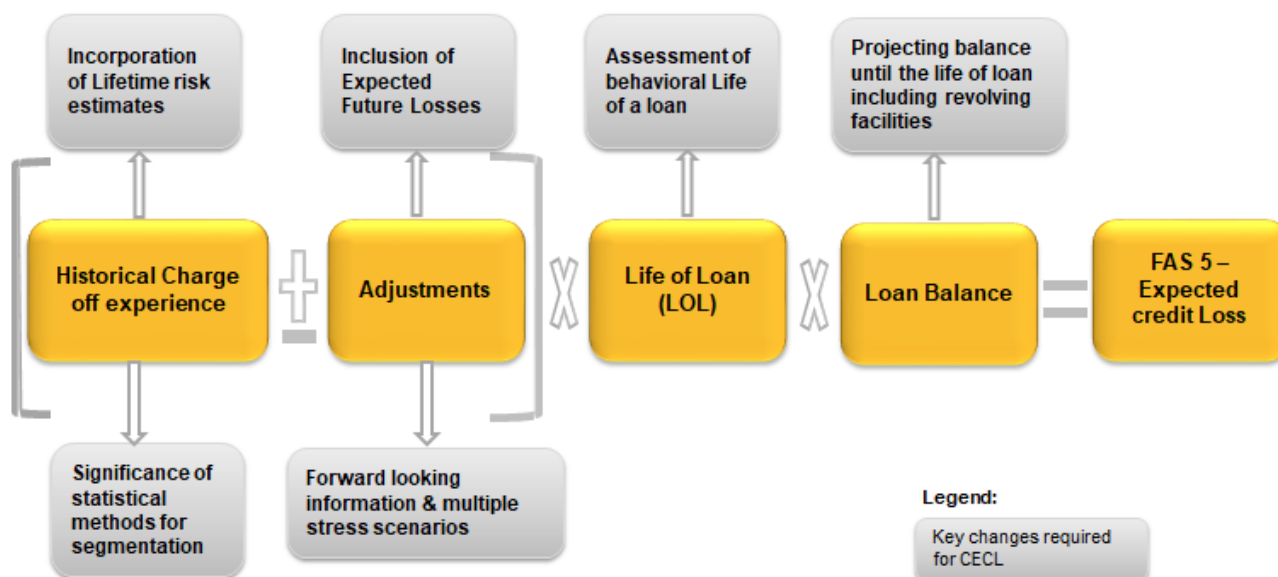 Incorporation
of Lifetime risk
estimates
Inclusion of
Expected
Future Losses
Assessment of
behavioral Life
of a loan
Projecting balance
until the life of loan
including revolving
facilities
Historical Charge
off experience
Adjustments
Life of Loan
(LOL)
Loan Balance
FAS 5 –
Expected
credit Loss
Significance of
statistical
methods for
segmentation
Forward looking
information & multiple
stress scenarios
Legend:
Key changes required
for CECL